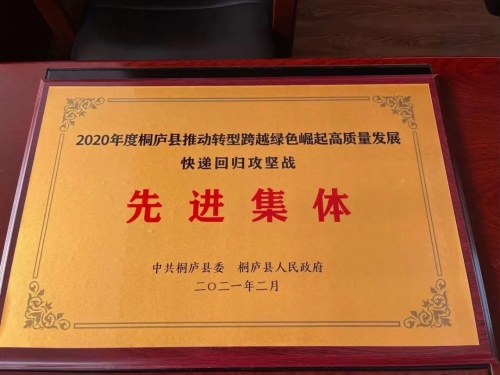 2020年度桐庐县推动转型跨越绿色崛起高质量发展
快递回归攻坚战
先进集体
中共桐庐县委 桐庐县人民政府
二〇二一年二月